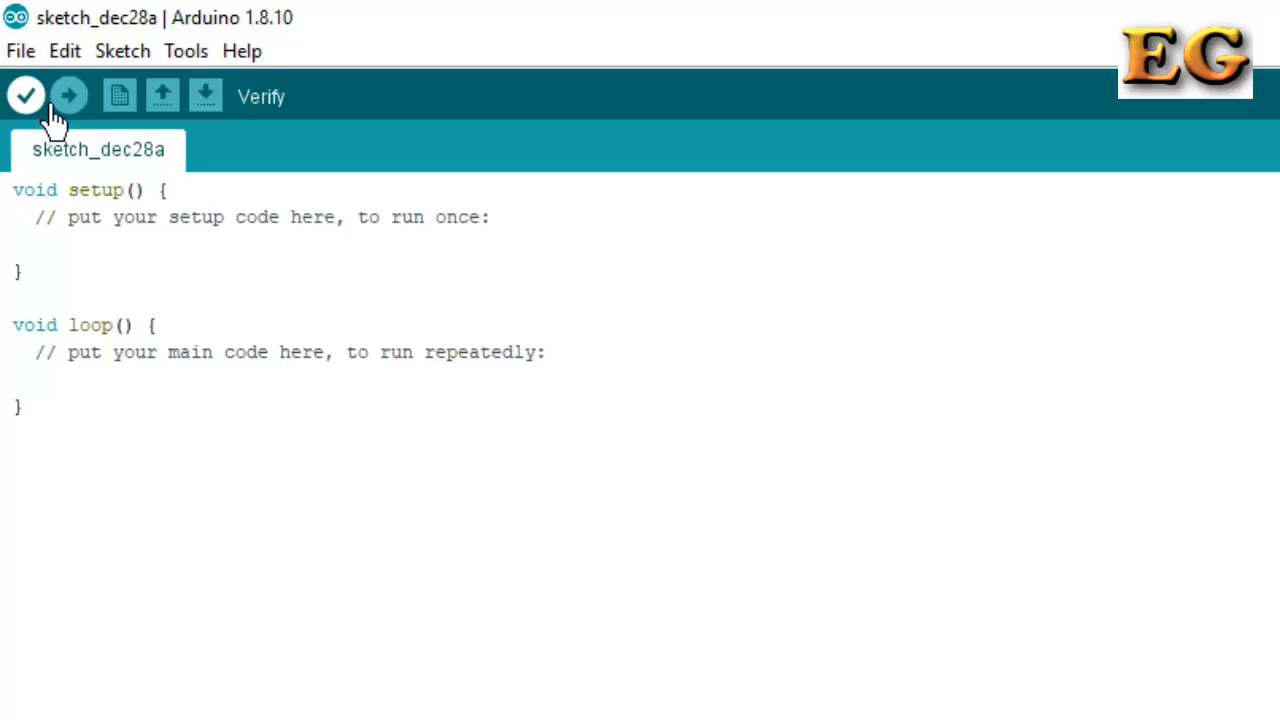 sketch_dec28a | Arduino 1.8.10
File Edit Sketch Tools Help
EG
Verify
sketch_dec28a
void setup() {
  // put your setup code here, to run once:
}
void loop() {
  // put your main code here, to run repeatedly:
}